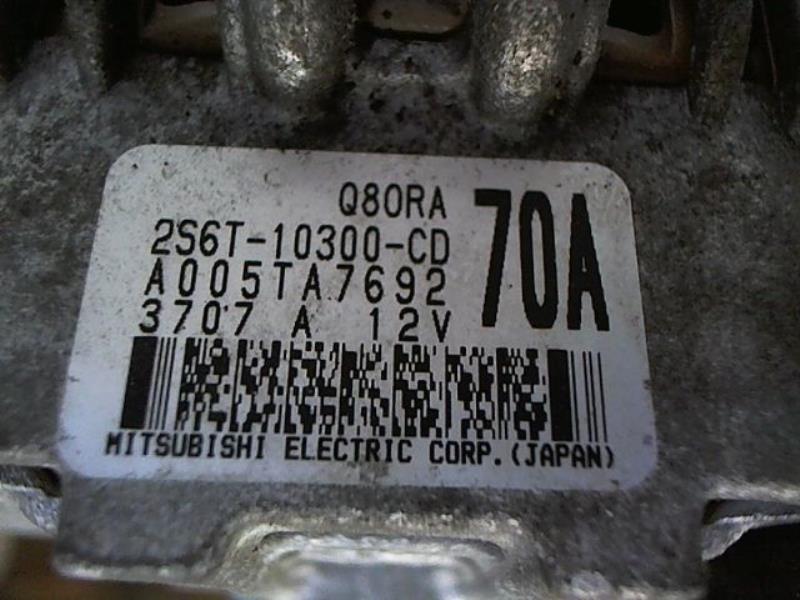 Q80RA
70A
2S6T-10300-CD
A005TA7692
3707 A 12V
MITSUBISHI ELECTRIC CORP.(JAPAN)